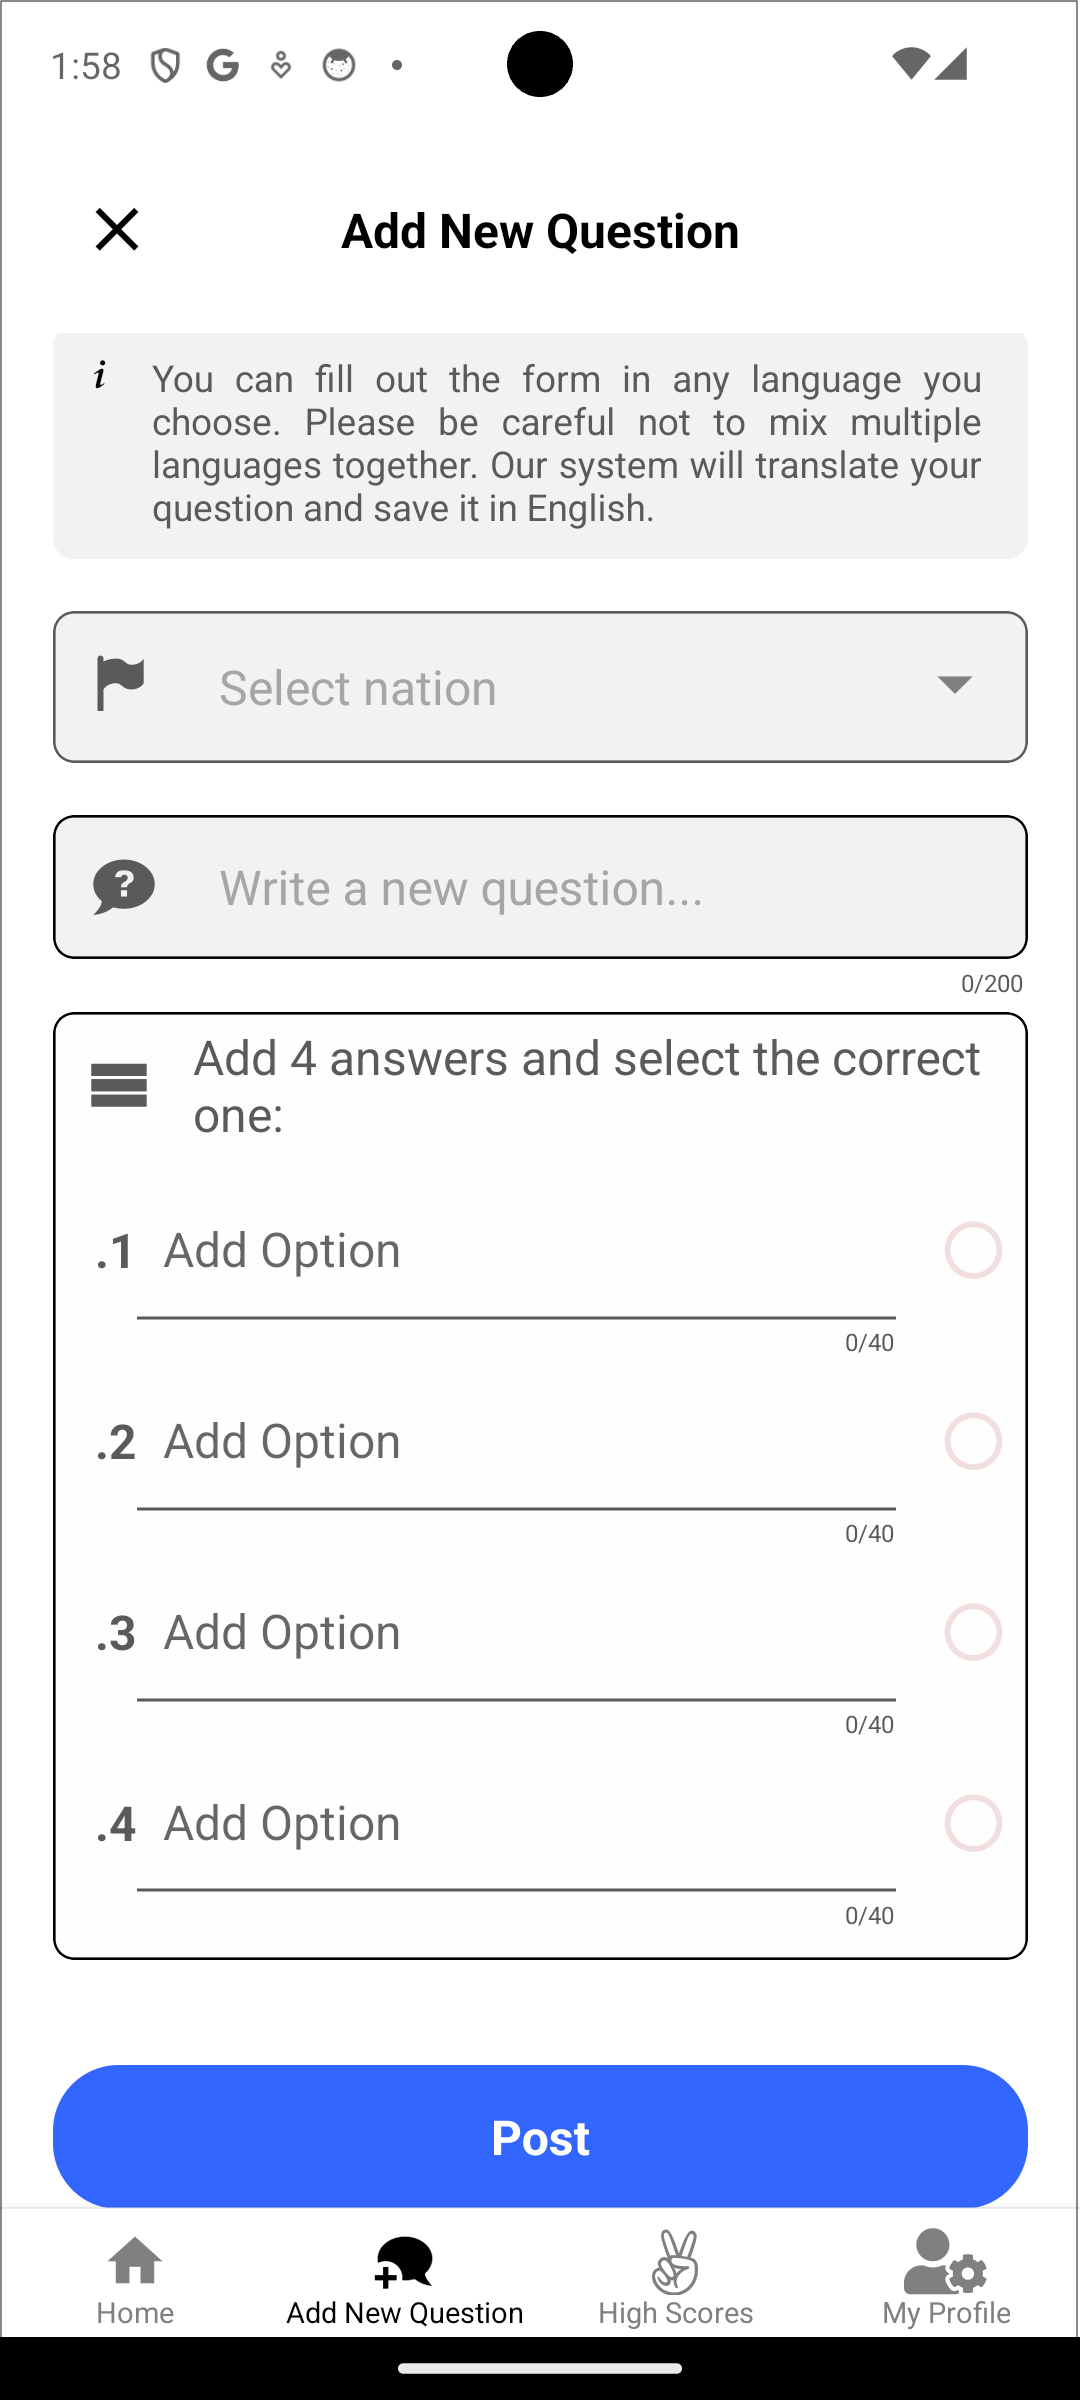 1:58
Add New Question
i You can fill out the form in any language you
choose. Please be careful not to mix multiple
languages together. Our system will translate your
question and save it in English.
Select nation
? Write a new question...
0/200
Add 4 answers and select the correct
one:
.1 Add Option
0/40
.2 Add Option
0/40
.3 Add Option
0/40
.4 Add Option
0/40
Post
Home Add New Question High Scores My Profile